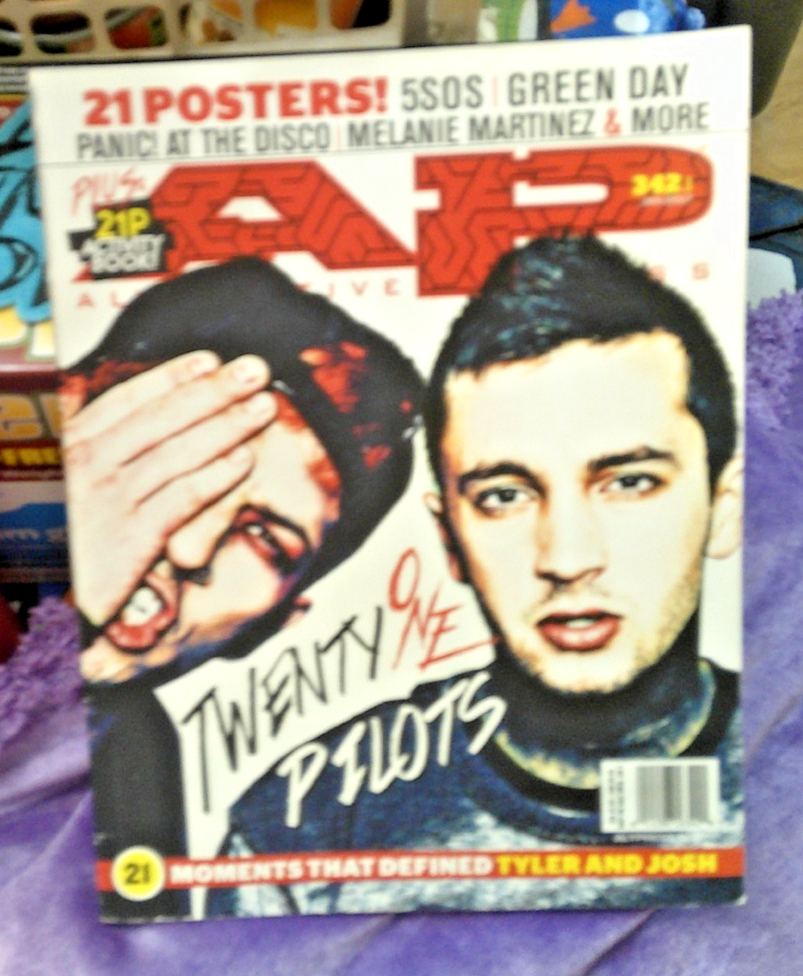 21 POSTERS! 5SOS | GREEN DAY
PANIC! AT THE DISCO | MELANIE MARTINEZ & MORE
PLUS:
21P
ACTIVITY
BOOK!
AP
342.1
TWENTY ONE
PILOTS
21 MOMENTS THAT DEFINED TYLER AND JOSH